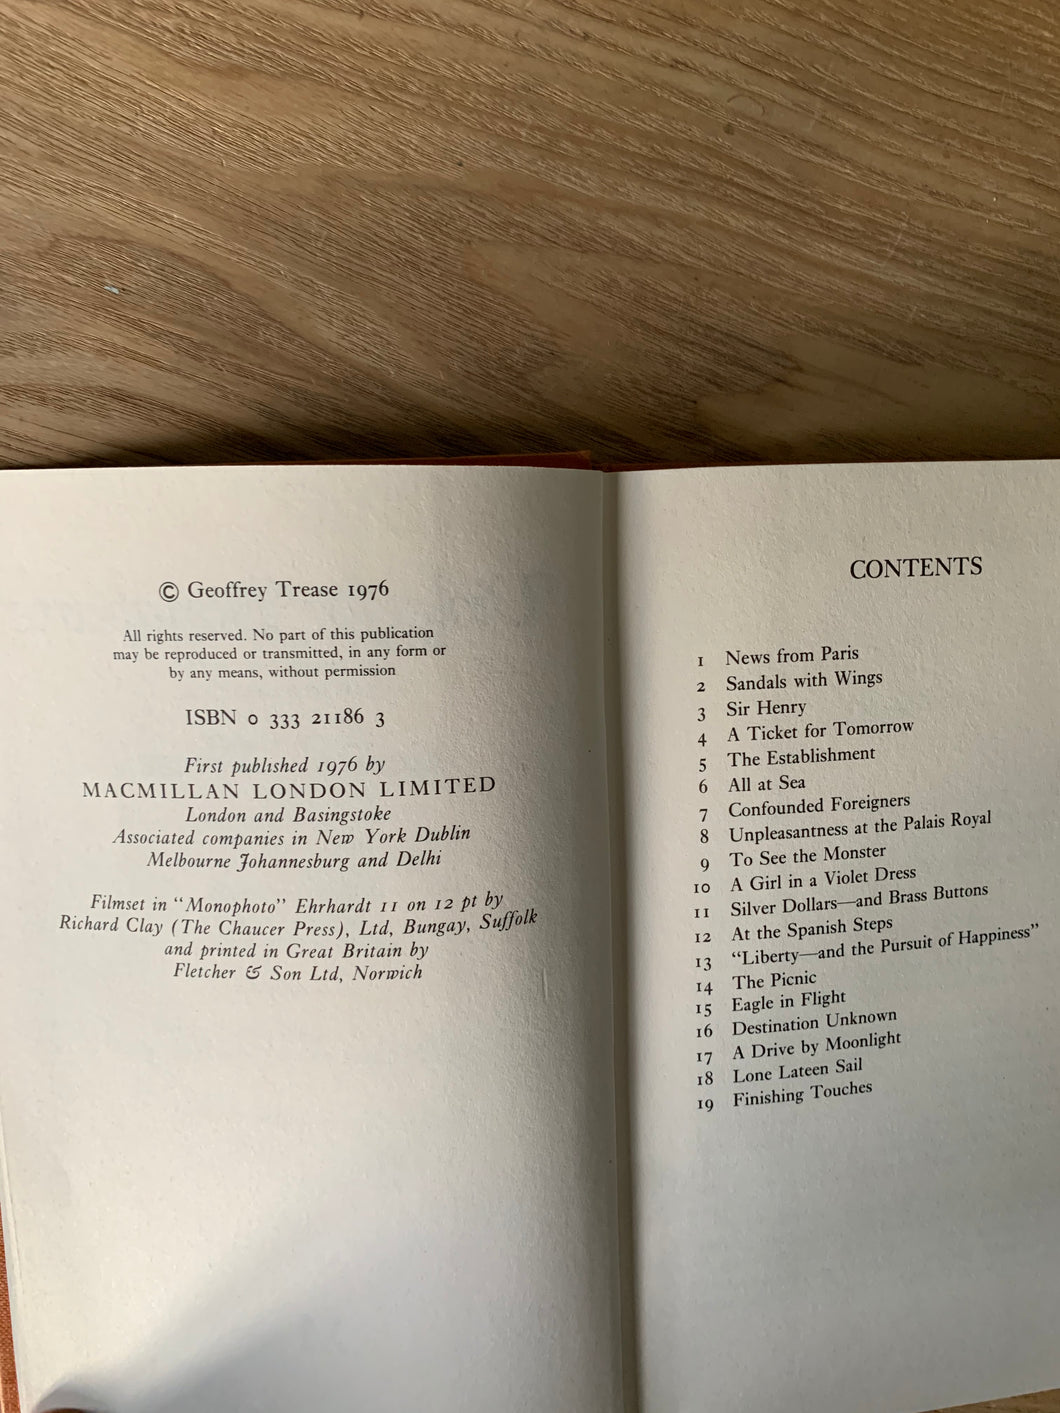 © Geoffrey Trease 1976
All rights reserved. No part of this publication
may be reproduced or transmitted, in any form or
by any means, without permission
ISBN 0 333 21186 3
First published 1976 by
MACMILLAN LONDON LIMITED
London and Basingstoke
Associated companies in New York Dublin
Melbourne Johannesburg and Delhi
Filmset in "Monophoto" Ehrhardt 11 on 12 pt by
Richard Clay (The Chaucer Press), Ltd, Bungay, Suffolk
and printed in Great Britain by
Fletcher & Son Ltd, Norwich
CONTENTS
1 News from Paris
2 Sandals with Wings
3 Sir Henry
4 A Ticket for Tomorrow
5 The Establishment
6 All at Sea
7 Confounded Foreigners
8 Unpleasantness at the Palais Royal
9 To See the Monster
10 A Girl in a Violet Dress
11 Silver Dollars—and Brass Buttons
12 At the Spanish Steps
13 "Liberty—and the Pursuit of Happiness"
14 The Picnic
15 Eagle in Flight
16 Destination Unknown
17 A Drive by Moonlight
18 Lone Lateen Sail
19 Finishing Touches